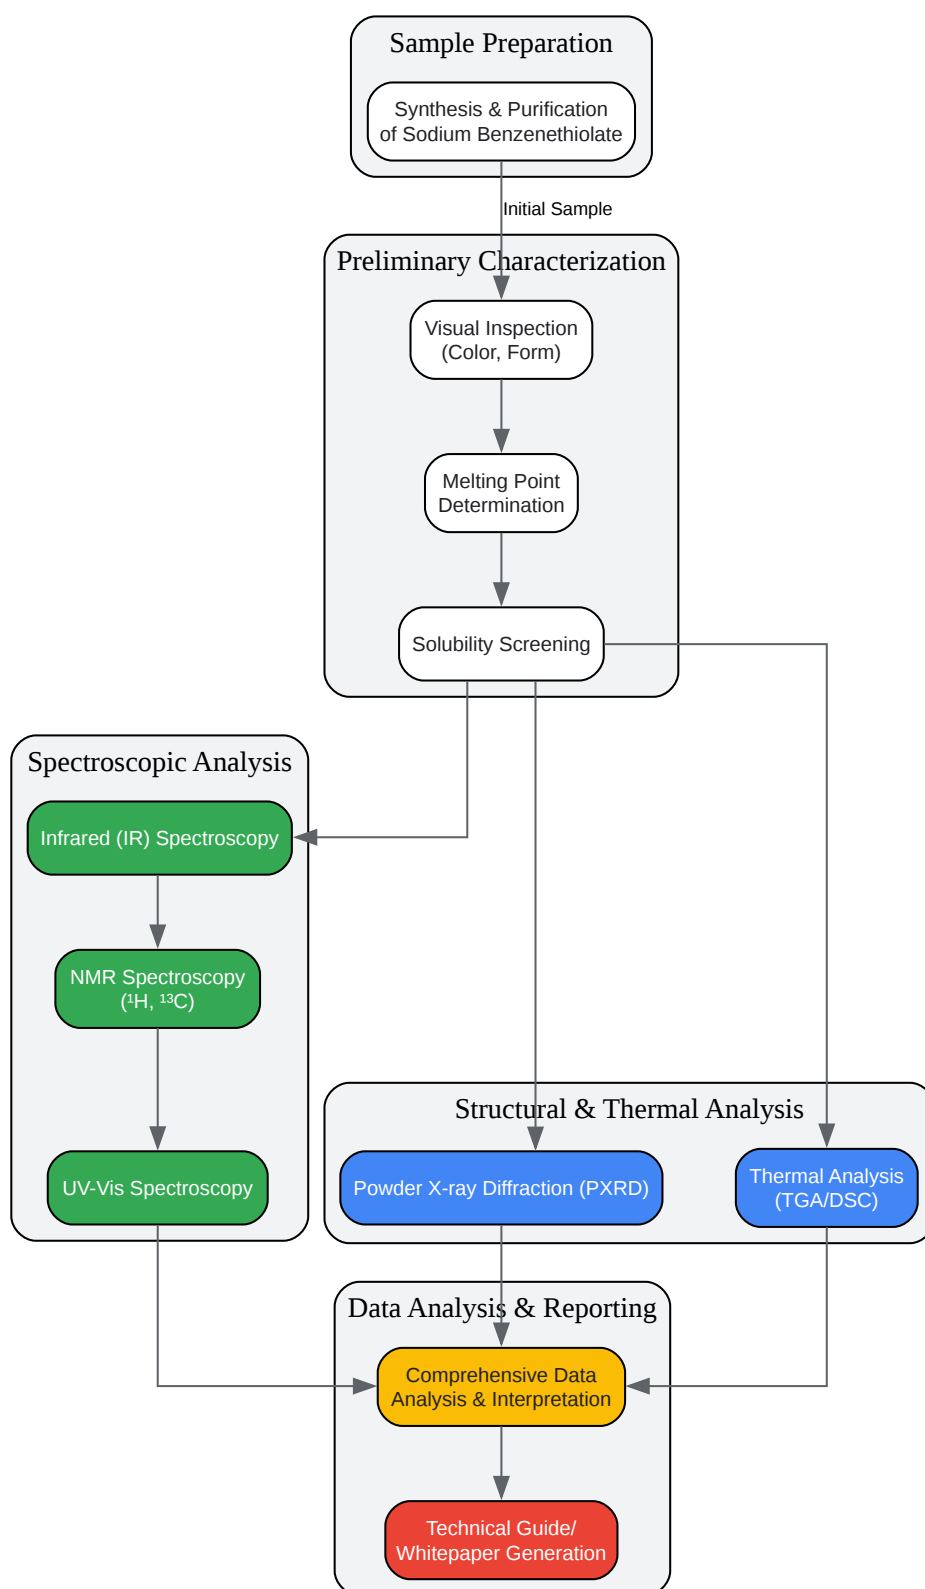 Sample Preparation
Synthesis & Purification
of Sodium Benzenethiolate
Initial Sample
Preliminary Characterization
Visual Inspection
(Color, Form)
Melting Point
Determination
Solubility Screening
Spectroscopic Analysis
Infrared (IR) Spectroscopy
NMR Spectroscopy
(¹H, ¹³C)
UV-Vis Spectroscopy
Structural & Thermal Analysis
Powder X-ray Diffraction (PXRD)
Thermal Analysis
(TGA/DSC)
Data Analysis & Reporting
Comprehensive Data
Analysis & Interpretation
Technical Guide/
Whitepaper Generation